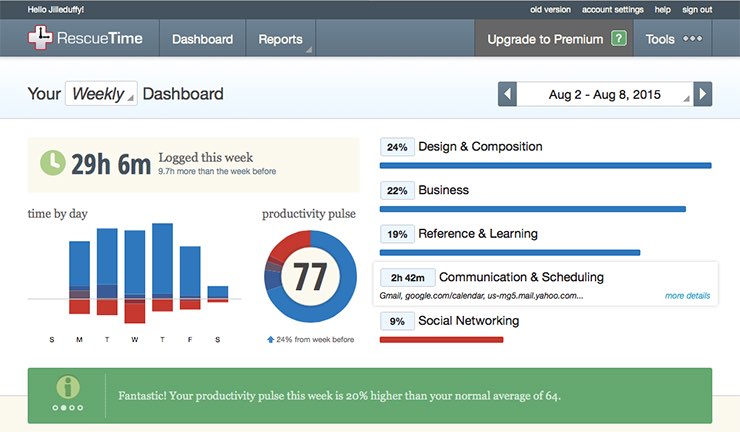 Hello Jilleduffy!
old version account settings help sign out
RescueTime Dashboard Reports Upgrade to Premium ? Tools
Your Weekly Dashboard
Aug 2 - Aug 8, 2015
29h 6m Logged this week
9.7h more than the week before
time by day
S M T W T F S
productivity pulse
77
24% from week before
24% Design & Composition
22% Business
19% Reference & Learning
2h 42m Communication & Scheduling
Gmail, google.com/calendar, us-mg5.mail.yahoo.com... more details
9% Social Networking
Fantastic! Your productivity pulse this week is 20% higher than your normal average of 64.